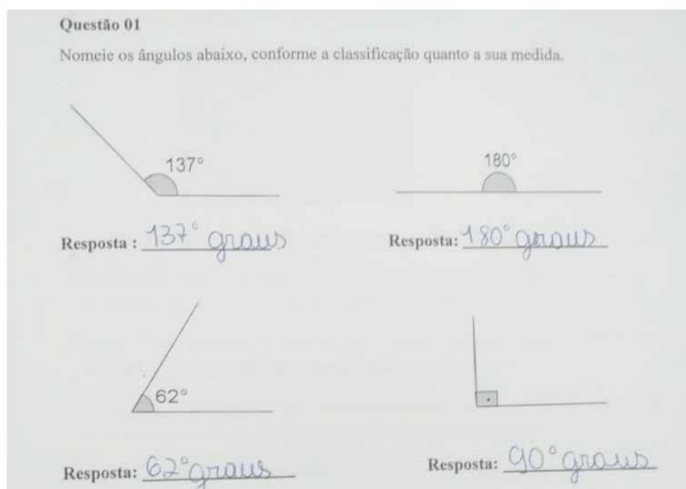 Questão 01
Nomeie os ângulos abaixo, conforme a classificação quanto a sua medida.
137° 180°
Resposta : 137° graus Resposta: 180° graus
62°
Resposta: 62° graus Resposta: 90° graus